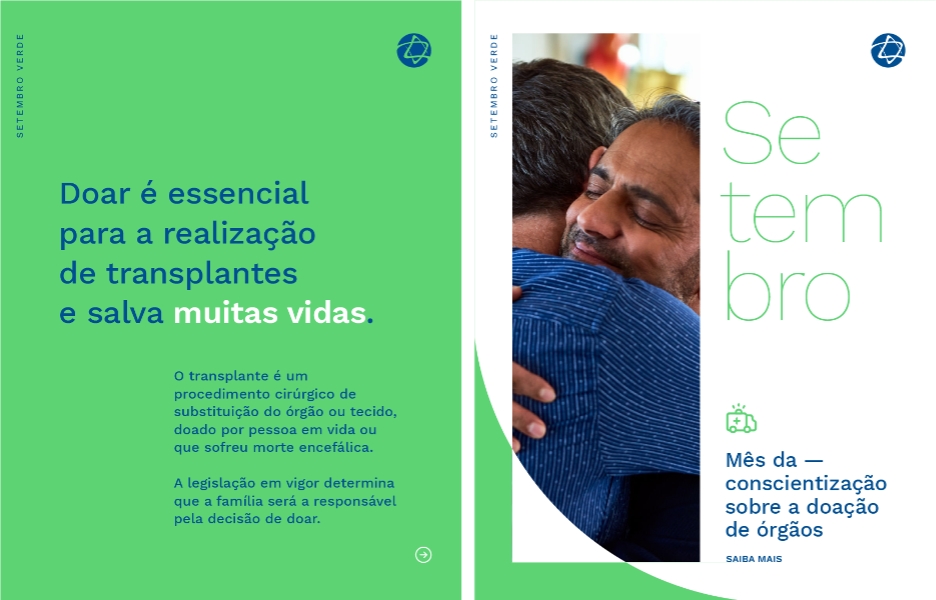 SETEMBRO VERDE
Doar é essencial
para a realização
de transplantes
e salva muitas vidas.
O transplante é um
procedimento cirúrgico de
substituição do órgão ou tecido,
doado por pessoa em vida ou
que sofreu morte encefálica.
A legislação em vigor determina
que a família será a responsável
pela decisão de doar.
SETEMBRO VERDE
Se
tem
bro
Mês da —
conscientização
sobre a doação
de órgãos
SAIBA MAIS